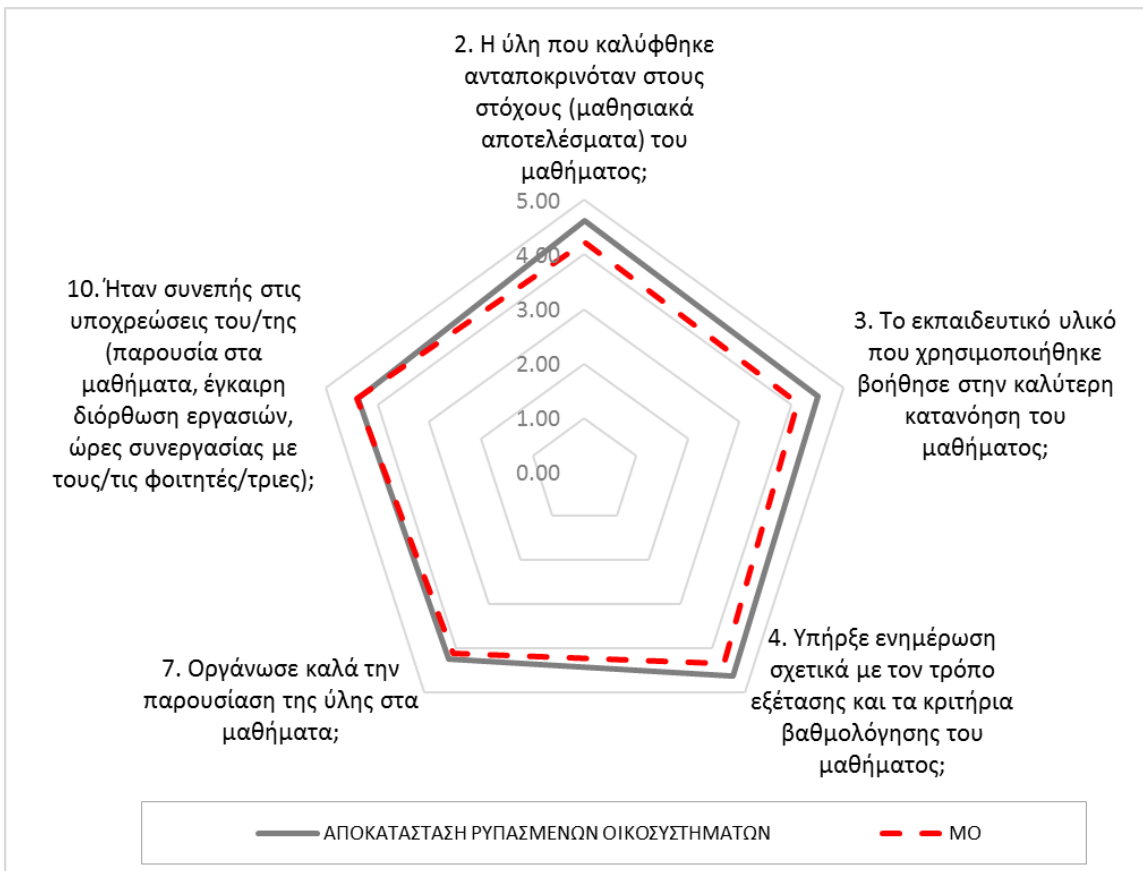 2. Η ύλη που καλύφθηκε
ανταποκρινόταν στους
στόχους (μαθησιακά
αποτελέσματα) του
μαθήματος;
5.00
4.00
3.00
2.00
1.00
0.00
3. Το εκπαιδευτικό υλικό
που χρησιμοποιήθηκε
βοήθησε στην καλύτερη
κατανόηση του
μαθήματος;
4. Υπήρξε ενημέρωση
σχετικά με τον τρόπο
εξέτασης και τα κριτήρια
βαθμολόγησης του
μαθήματος;
7. Οργάνωσε καλά την
παρουσίαση της ύλης στα
μαθήματα;
10. Ήταν συνεπής στις
υποχρεώσεις του/της
(παρουσία στα
μαθήματα, έγκαιρη
διόρθωση εργασιών,
ώρες συνεργασίας με
τους/τις φοιτητές/τριες);
ΑΠΟΚΑΤΑΣΤΑΣΗ ΡΥΠΑΣΜΕΝΩΝ ΟΙΚΟΣΥΣΤΗΜΑΤΩΝ
ΜΟ